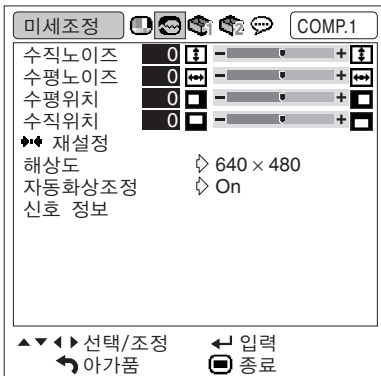 미세조정 COMP.1
수직노이즈 0 - +
수평노이즈 0 - +
수평위치 0 - +
수직위치 0 - +
재설정
해상도 640 × 480
자동화상조정 On
신호 정보
선택/조정 입력
아가품 종료